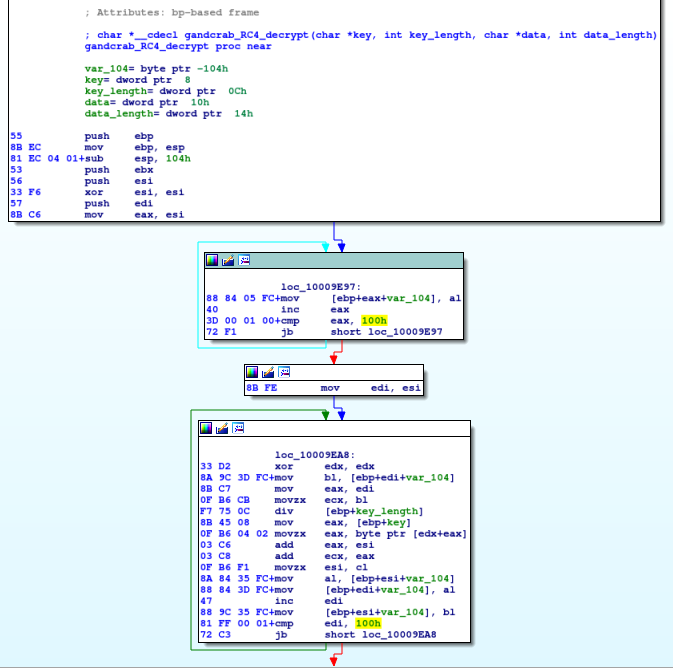 ; Attributes: bp-based frame
; char *__cdecl gandcrab_RC4_decrypt(char *key, int key_length, char *data, int data_length)
gandcrab_RC4_decrypt proc near
var_104= byte ptr -104h
key= dword ptr 8
key_length= dword ptr 0Ch
data= dword ptr 10h
data_length= dword ptr 14h
55 push ebp
8B EC mov ebp, esp
81 EC 04 01+sub esp, 104h
53 push ebx
56 push esi
33 F6 xor esi, esi
57 push edi
8B C6 mov eax, esi
loc_10009E97:
88 84 05 FC+mov [ebp+eax+var_104], al
40 inc eax
3D 00 01 00+cmp eax, 100h
72 F1 jb short loc_10009E97
8B FE mov edi, esi
loc_10009EA8:
33 D2 xor edx, edx
8A 9C 3D FC+mov bl, [ebp+edi+var_104]
8B C7 mov eax, edi
0F B6 CB movzx ecx, bl
F7 75 0C div [ebp+key_length]
8B 45 08 mov eax, [ebp+key]
0F B6 04 02 movzx eax, byte ptr [edx+eax]
03 C6 add eax, esi
03 C8 add ecx, eax
0F B6 F1 movzx esi, cl
8A 84 35 FC+mov al, [ebp+esi+var_104]
88 84 3D FC+mov [ebp+edi+var_104], al
47 inc edi
88 9C 35 FC+mov [ebp+esi+var_104], bl
81 FF 00 01+cmp edi, 100h
72 C3 jb short loc_10009EA8